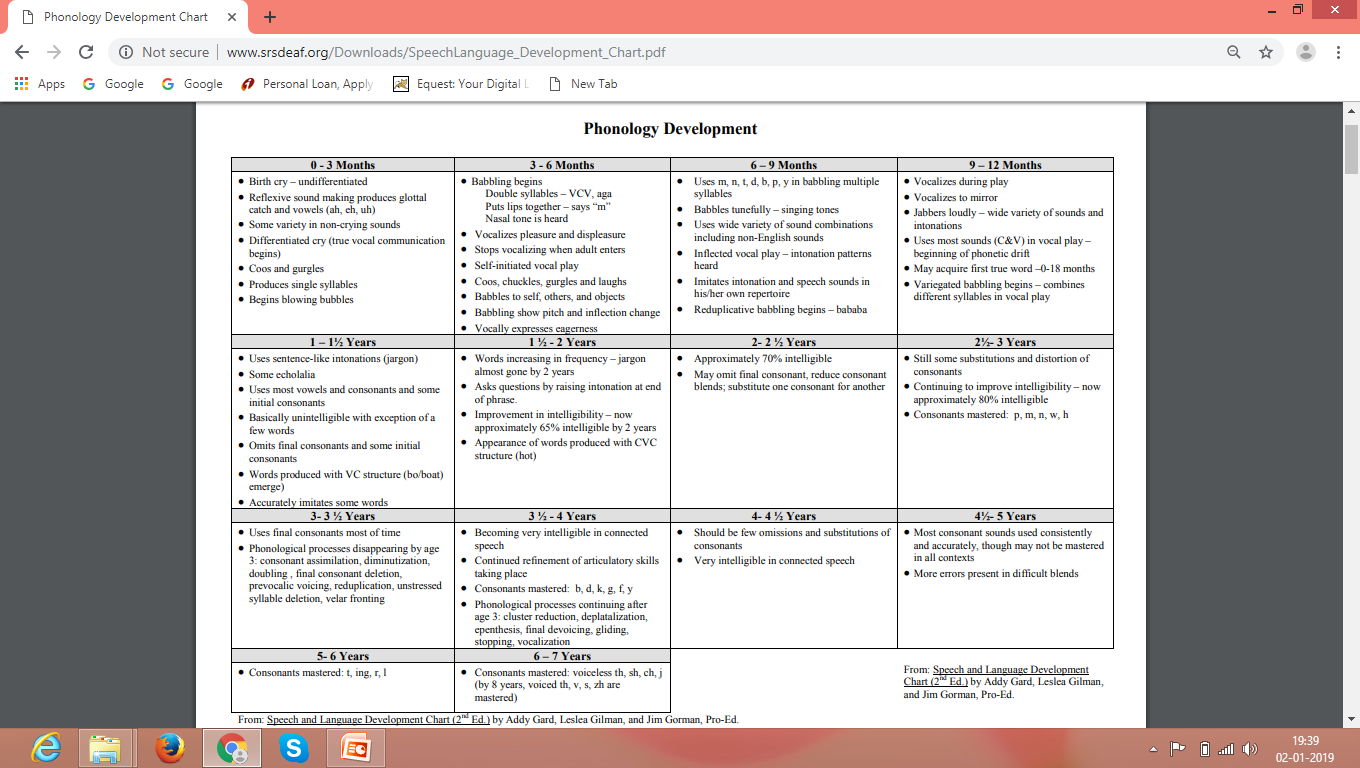 Phonology Development Chart
Not secure www.srsdeaf.org/Downloads/SpeechLanguage_Development_Chart.pdf
Apps Google Google Personal Loan, Apply Equest: Your Digital L New Tab
Phonology Development
0 - 3 Months
• Birth cry – undifferentiated
• Reflexive sound making produces glottal
catch and vowels (ah, eh, uh)
• Some variety in non-crying sounds
• Differentiated cry (true vocal communication
begins)
• Coos and gurgles
• Produces single syllables
• Begins blowing bubbles
3 - 6 Months
• Babbling begins
Double syllables – VCV, aga
Puts lips together – says “m”
Nasal tone is heard
• Vocalizes pleasure and displeasure
• Stops vocalizing when adult enters
• Self-initiated vocal play
• Coos, chuckles, gurgles and laughs
• Babbles to self, others, and objects
• Babbling show pitch and inflection change
• Vocally expresses eagerness
6 – 9 Months
• Uses m, n, t, d, b, p, y in babbling multiple
syllables
• Babbles tunefully – singing tones
• Uses wide variety of sound combinations
including non-English sounds
• Inflected vocal play – intonation patterns
heard
• Imitates intonation and speech sounds in
his/her own repertoire
• Reduplicative babbling begins – bababa
9 – 12 Months
• Vocalizes during play
• Vocalizes to mirror
• Jabbers loudly – wide variety of sounds and
intonations
• Uses most sounds (C&V) in vocal play –
beginning of phonetic drift
• May acquire first true word –0-18 months
• Variegated babbling begins – combines
different syllables in vocal play
1 – 1½ Years
• Uses sentence-like intonations (jargon)
• Some echolalia
• Uses most vowels and consonants and some
initial consonants
• Basically unintelligible with exception of a
few words
• Omits final consonants and some initial
consonants
• Words produced with VC structure (bo/boat)
emerge)
• Accurately imitates some words
1 ½ - 2 Years
• Words increasing in frequency – jargon
almost gone by 2 years
• Asks questions by raising intonation at end
of phrase.
• Improvement in intelligibility – now
approximately 65% intelligible by 2 years
• Appearance of words produced with CVC
structure (hot)
2- 2 ½ Years
• Approximately 70% intelligible
• May omit final consonant, reduce consonant
blends; substitute one consonant for another
2½- 3 Years
• Still some substitutions and distortion of
consonants
• Continuing to improve intelligibility – now
approximately 80% intelligible
• Consonants mastered: p, m, n, w, h
3- 3 ½ Years
• Uses final consonants most of time
• Phonological processes disappearing by age
3: consonant assimilation, diminutization,
doubling , final consonant deletion,
prevocalic voicing, reduplication, unstressed
syllable deletion, velar fronting
3 ½ - 4 Years
• Becoming very intelligible in connected
speech
• Continued refinement of articulatory skills
taking place
• Consonants mastered: b, d, k, g, f, y
• Phonological processes continuing after
age 3: cluster reduction, deplatalization,
epenthesis, final devoicing, gliding,
stopping, vocalization
4- 4 ½ Years
• Should be few omissions and substitutions of
consonants
• Very intelligible in connected speech
4½- 5 Years
• Most consonant sounds used consistently
and accurately, though may not be mastered
in all contexts
• More errors present in difficult blends
5- 6 Years
• Consonants mastered: t, ing, r, l
6 – 7 Years
• Consonants mastered: voiceless th, sh, ch, j
(by 8 years, voiced th, v, s, zh are
mastered)
From: Speech and Language Development
Chart (2nd Ed.) by Addy Gard, Leslea Gilman,
and Jim Gorman, Pro-Ed.
From: Speech and Language Development Chart (2nd Ed.) by Addy Gard, Leslea Gilman, and Jim Gorman, Pro-Ed.
19:39
02-01-2019